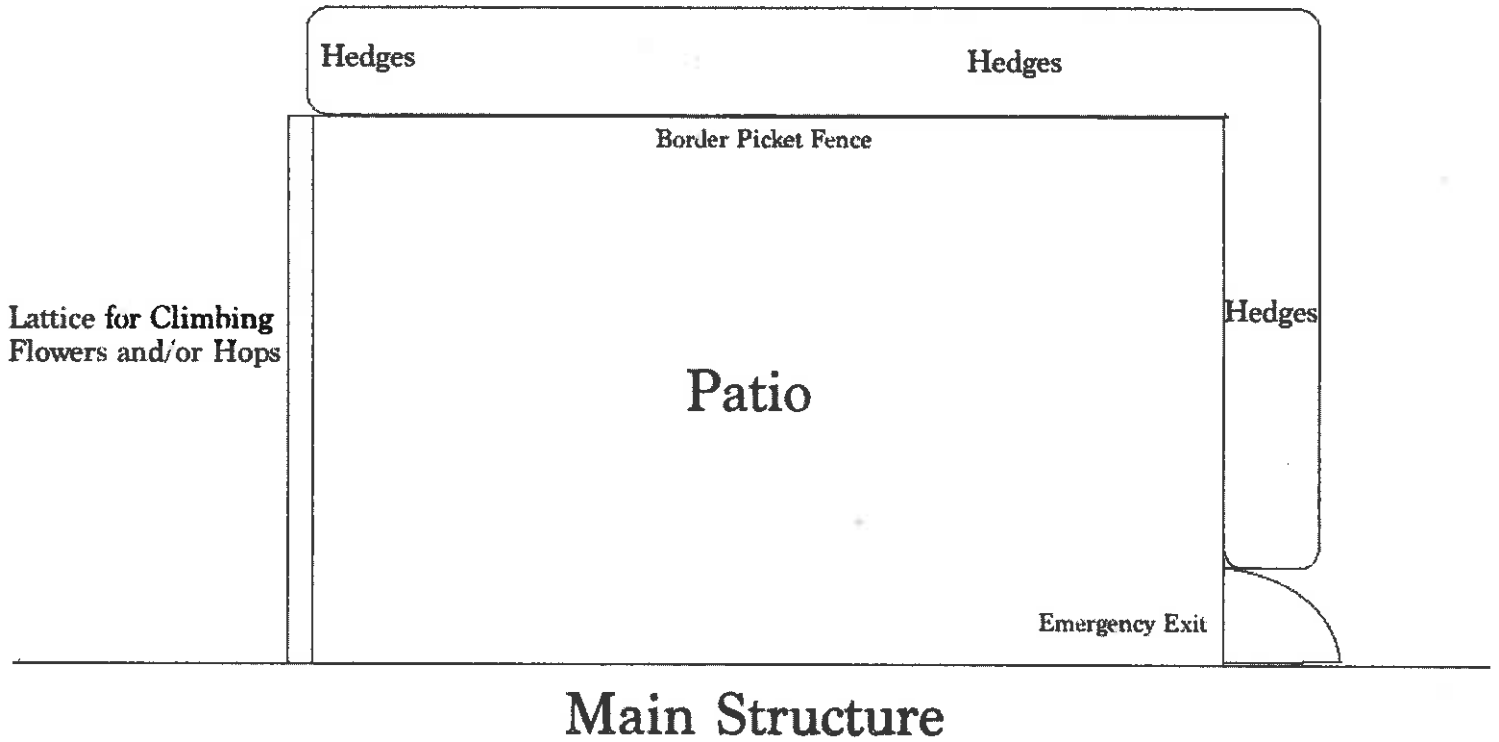 Hedges
Hedges
Border Picket Fence
Lattice for Climbing
Flowers and/or Hops
Hedges
Patio
Emergency Exit
Main Structure